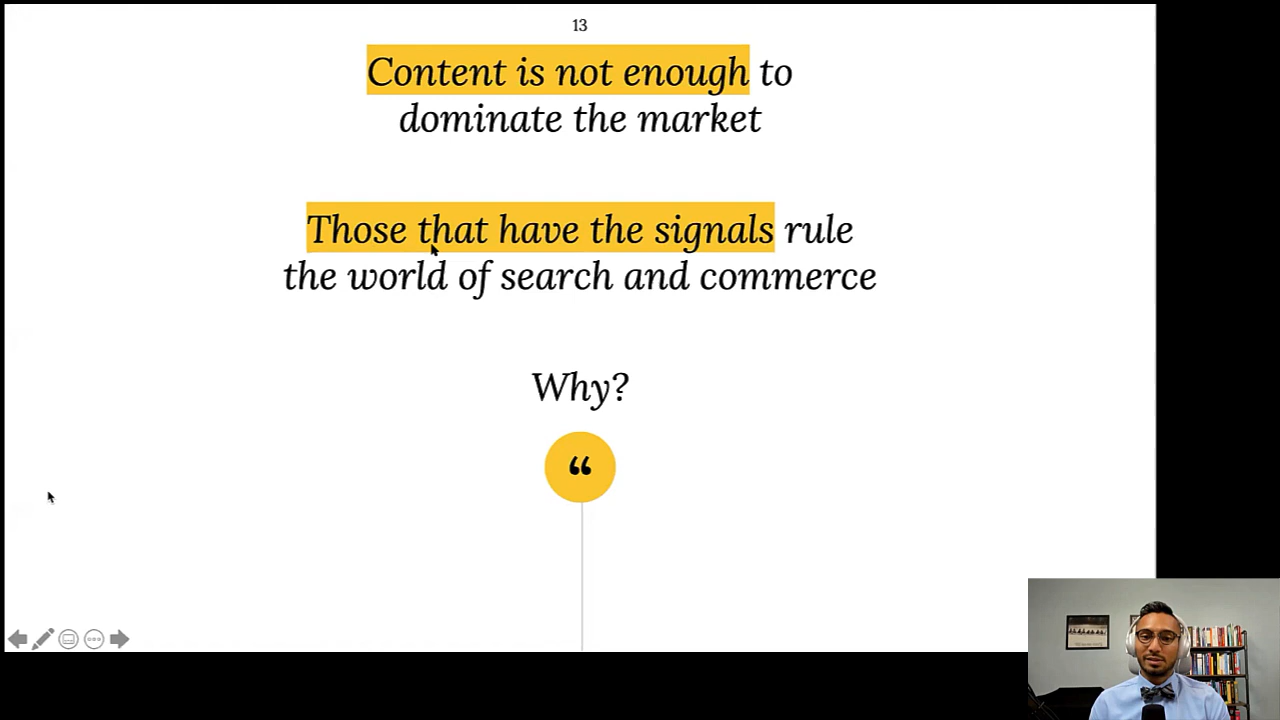 13
Content is not enough to
dominate the market
Those that have the signals rule
the world of search and commerce
Why?
“